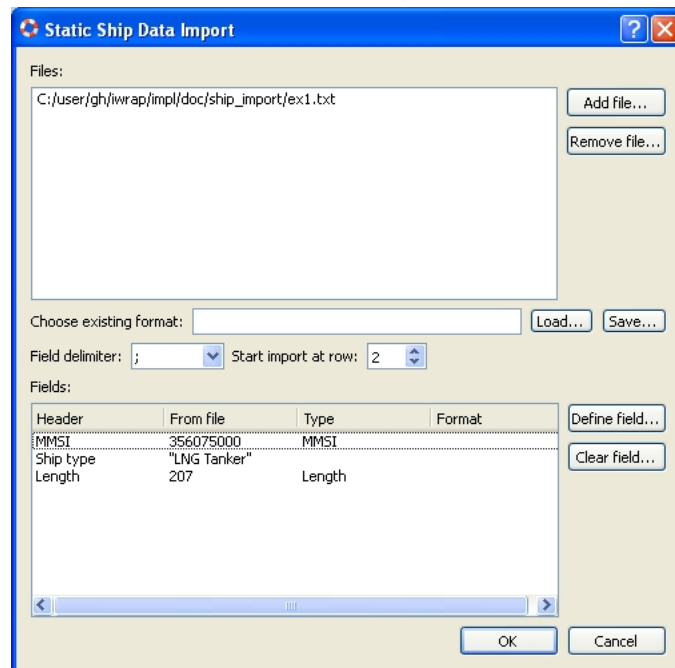 Static Ship Data Import
Files:
C:/user/gh/iwrap/impl/doc/ship_import/ex1.txt
Add file...
Remove file...
Choose existing format: Load... Save...
Field delimiter: ; Start import at row: 2
Fields:
Header From file Type Format
MMSI 356075000 MMSI
Ship type "LNG Tanker"
Length 207 Length
Define field...
Clear field...
OK Cancel